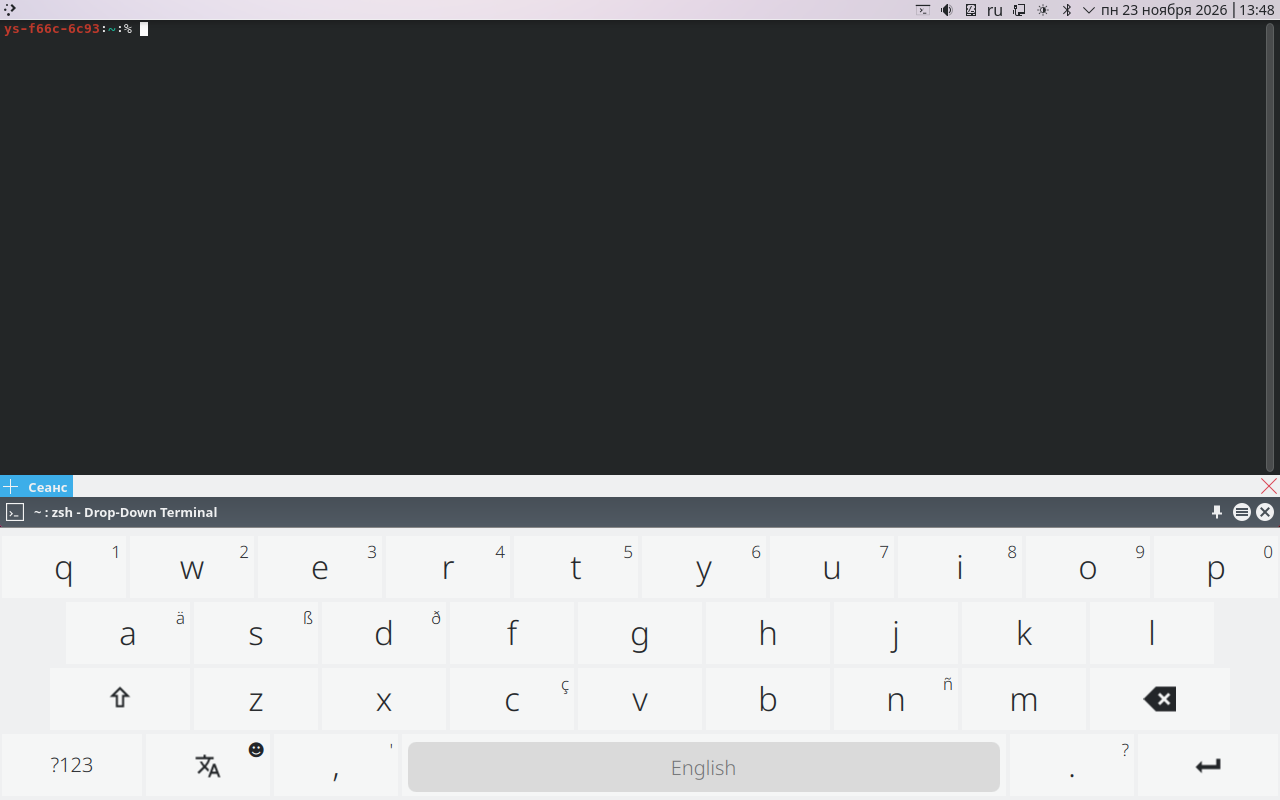 ru пн 23 ноября 2026 13:48
ys-f66c-6c93:~:%
Сеанс
~ : zsh - Drop-Down Terminal
q 1 w 2 e 3 r 4 t 5 y 6 u 7 i 8 o 9 p 0
a ä s ß d ð f g h j k l
z x c ç v b n ñ m
?123 , ' English . ?